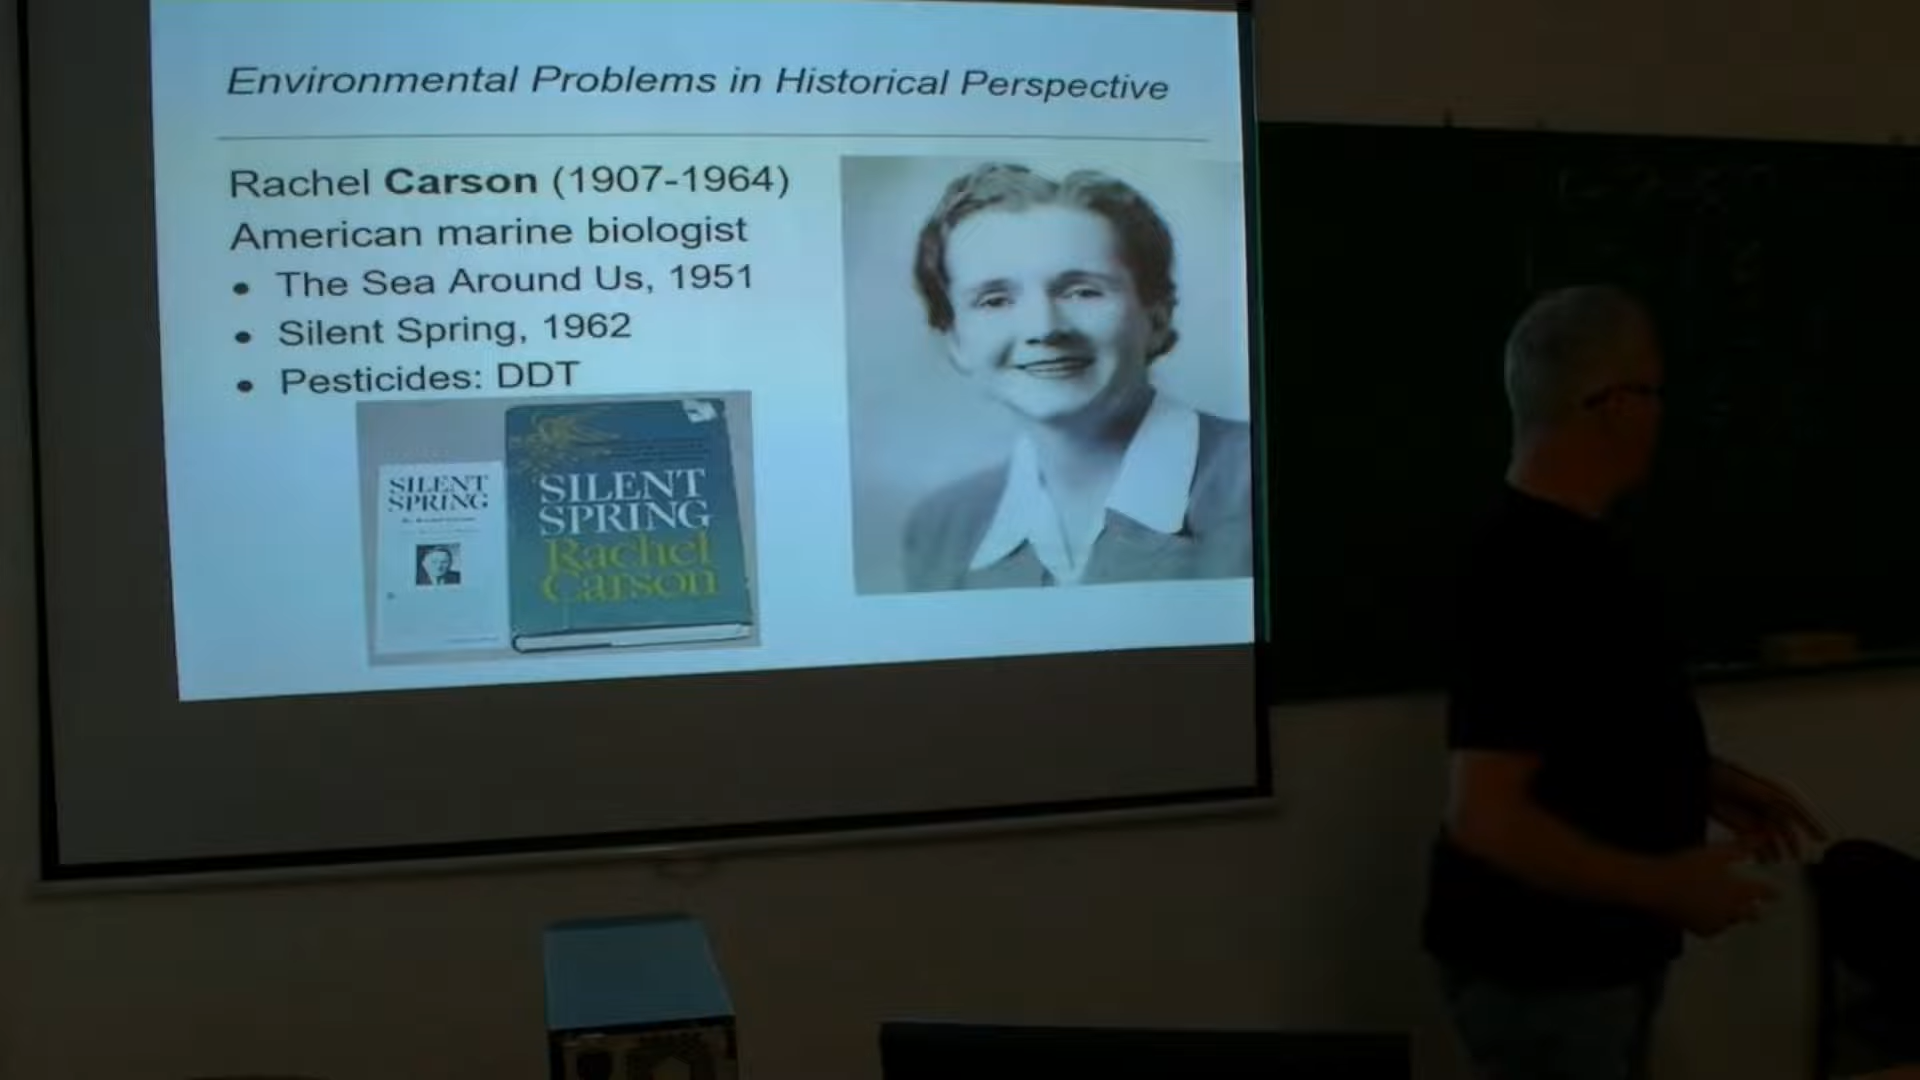 Environmental Problems in Historical Perspective
Rachel Carson (1907-1964)
American marine biologist
• The Sea Around Us, 1951
• Silent Spring, 1962
• Pesticides: DDT
SILENT
SPRING
SILENT
SPRING
Rachel
Carson